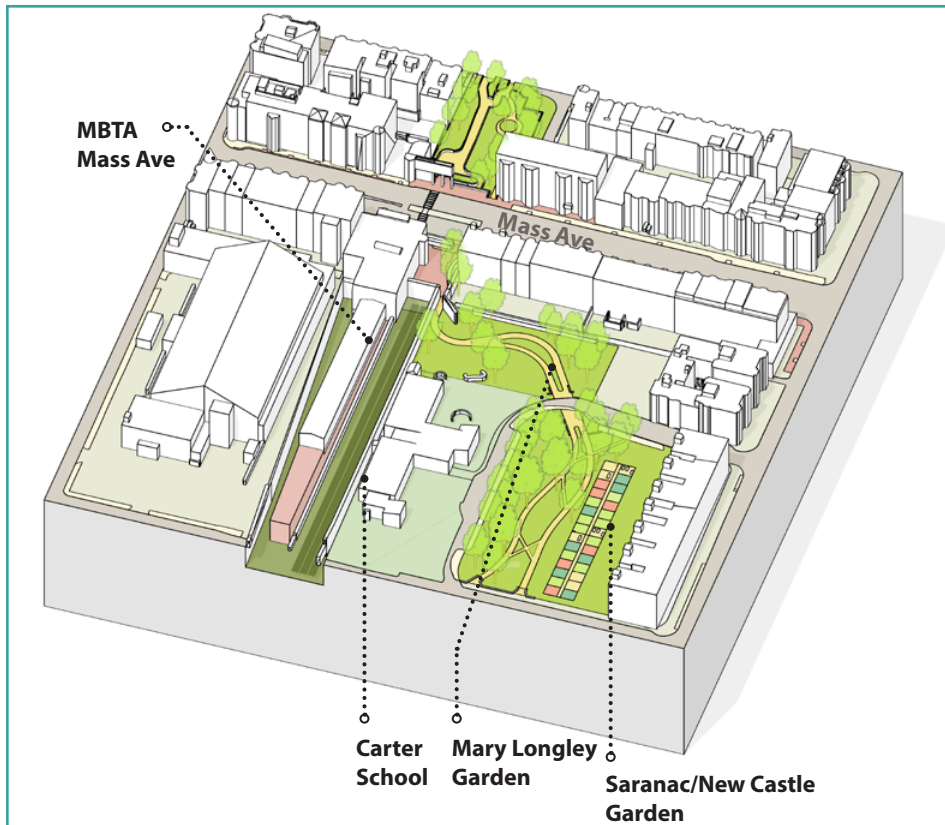 MBTA
Mass Ave
Mass Ave
Carter
School
Mary Longley
Garden
Saranac/New Castle
Garden